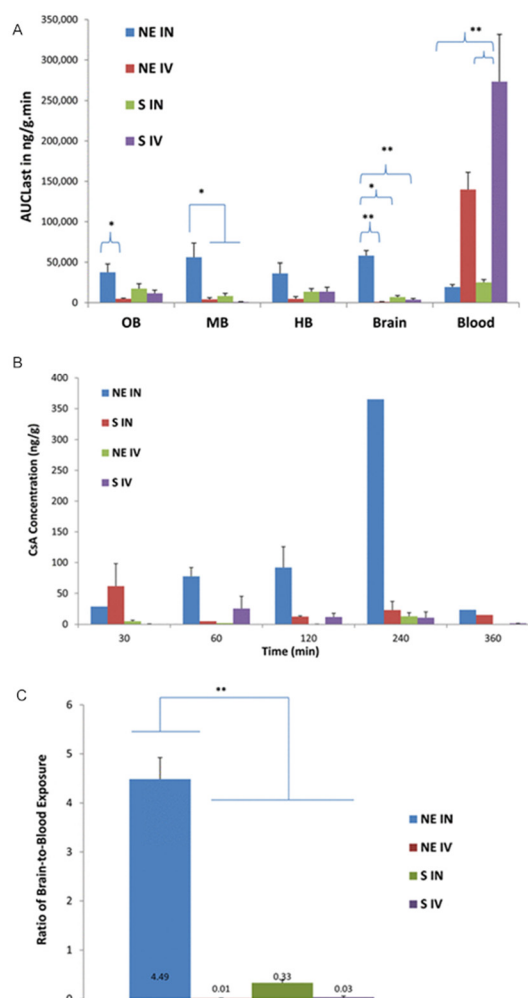 A
AUCLast in ng/g.min
350,000
300,000
250,000
200,000
150,000
100,000
50,000
0
NE IN
NE IV
S IN
S IV
*
*
**
*
**
**
OB MB HB Brain Blood
B
CsA Concentration (ng/g)
400
350
300
250
200
150
100
50
0
NE IN
S IN
NE IV
S IV
30 60 120 240 360
Time (min)
C
Ratio of Brain-to-Blood Exposure
6
5
4
3
2
1
0
**
4.49
0.01
0.33
0.03
NE IN
NE IV
S IN
S IV